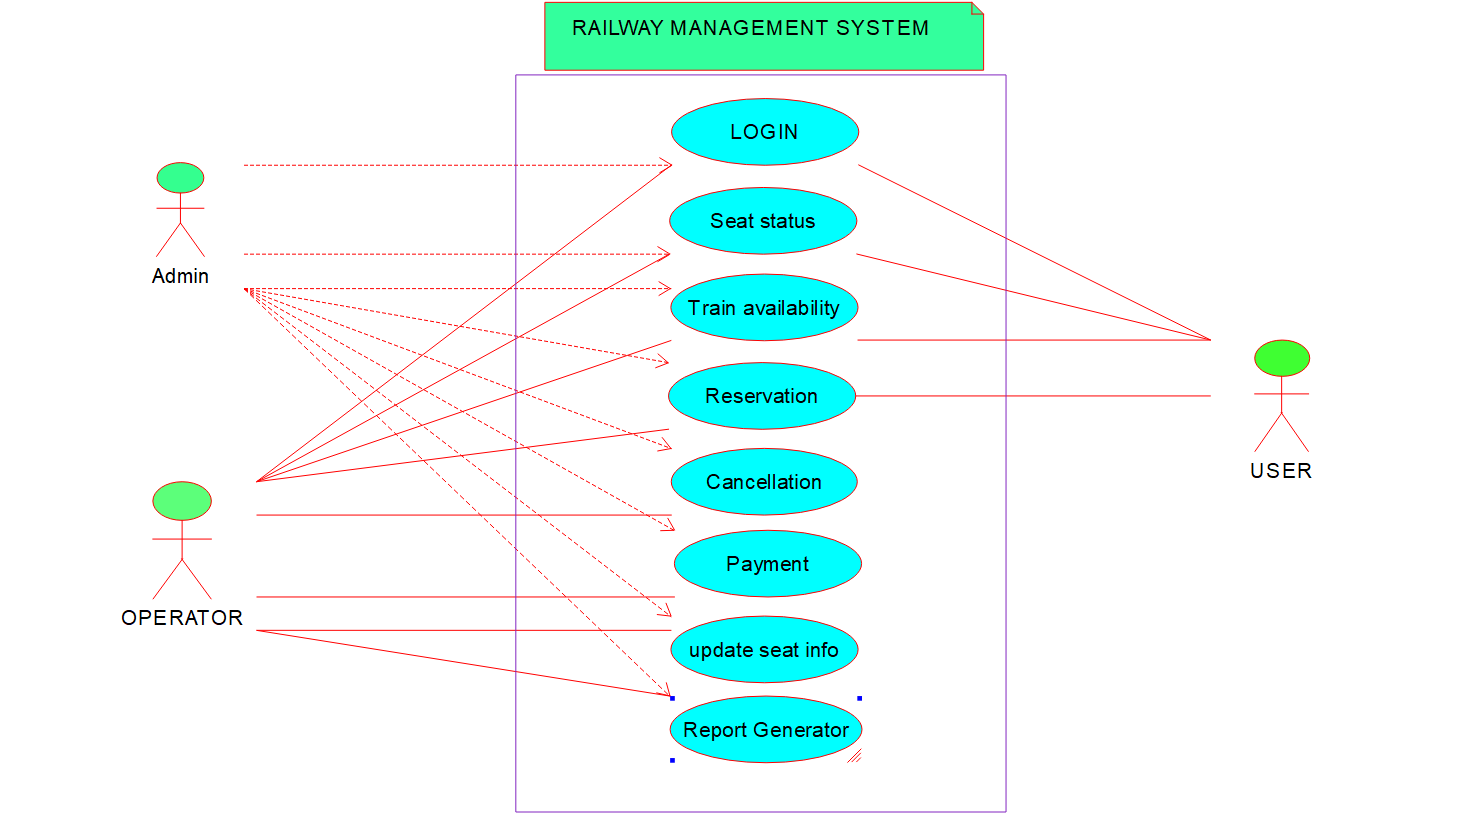 RAILWAY MANAGEMENT SYSTEM
LOGIN
Seat status
Train availability
Reservation
Cancellation
Payment
update seat info
Report Generator
Admin
OPERATOR
USER